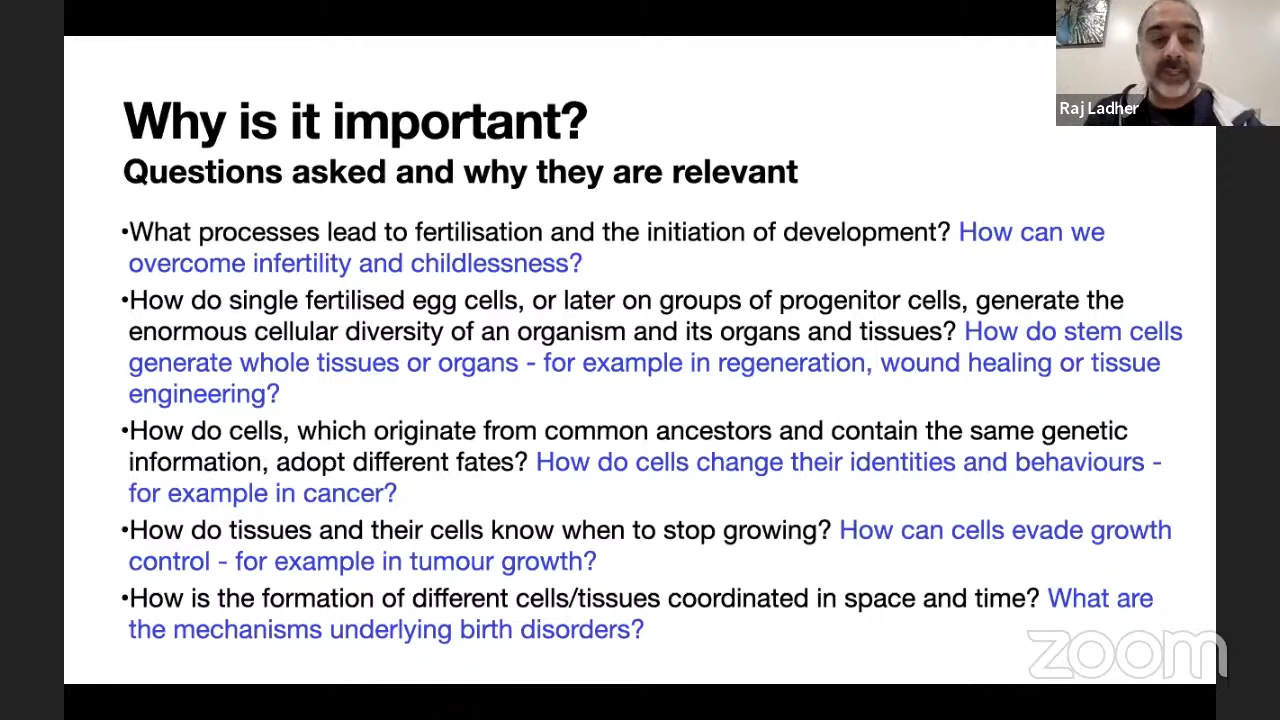 Why is it important?
Questions asked and why they are relevant
•What processes lead to fertilisation and the initiation of development? How can we
overcome infertility and childlessness?
•How do single fertilised egg cells, or later on groups of progenitor cells, generate the
enormous cellular diversity of an organism and its organs and tissues? How do stem cells
generate whole tissues or organs - for example in regeneration, wound healing or tissue
engineering?
•How do cells, which originate from common ancestors and contain the same genetic
information, adopt different fates? How do cells change their identities and behaviours -
for example in cancer?
•How do tissues and their cells know when to stop growing? How can cells evade growth
control - for example in tumour growth?
•How is the formation of different cells/tissues coordinated in space and time? What are
the mechanisms underlying birth disorders?
Raj Ladher
zoom